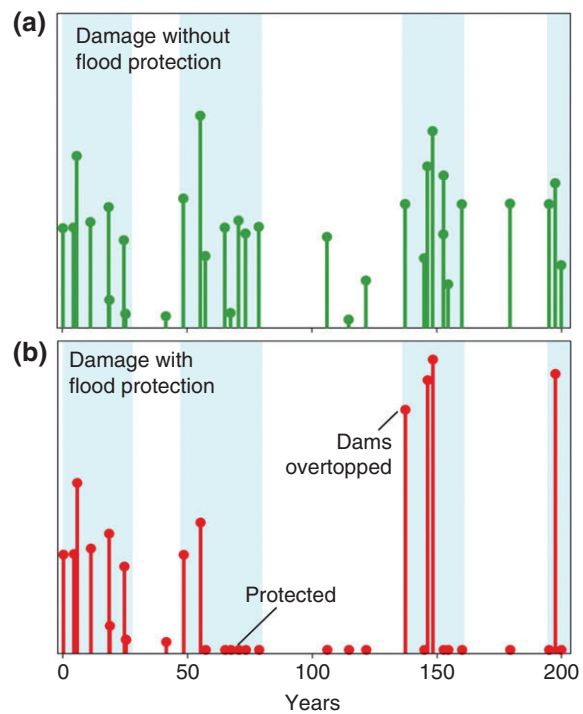 (a)
Damage without
flood protection
(b)
Damage with
flood protection
Dams
overtopped
Protected
0 50 100 150 200
Years